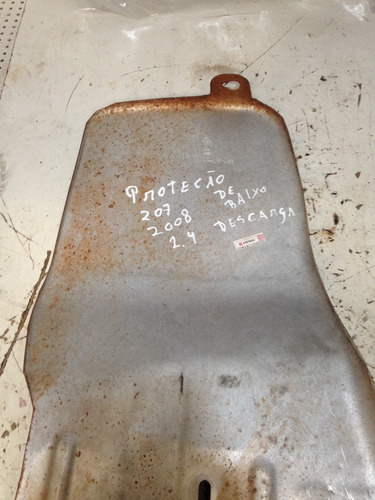 PROTECÃO
207
2008
2.4
DE
BAIXO
DESCARGA